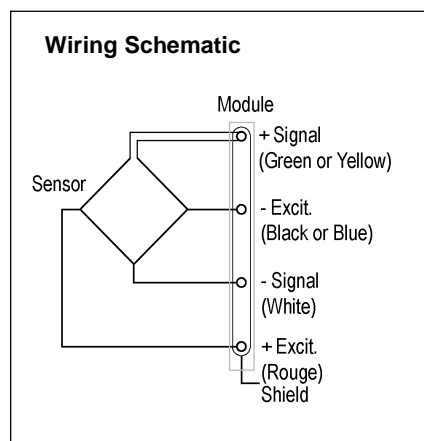 Wiring Schematic
Module
+ Signal
(Green or Yellow)
Sensor
- Excit.
(Black or Blue)
- Signal
(White)
+ Excit.
(Rouge)
Shield